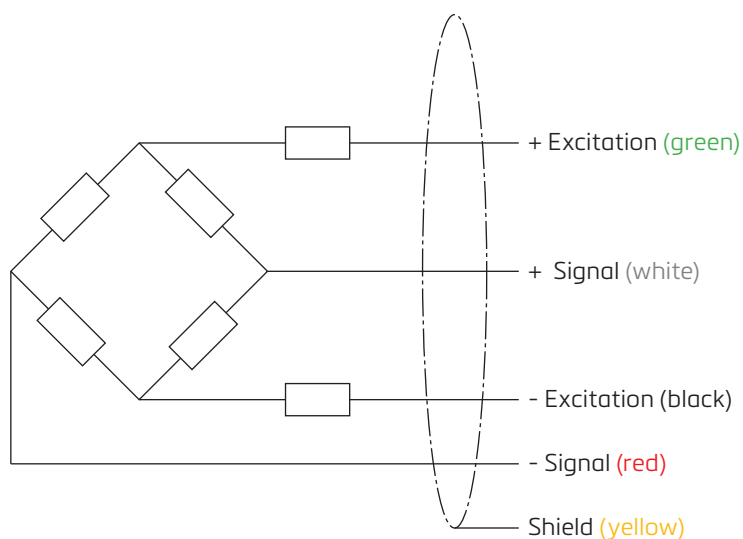 + Excitation (green)
+ Signal (white)
- Excitation (black)
- Signal (red)
Shield (yellow)